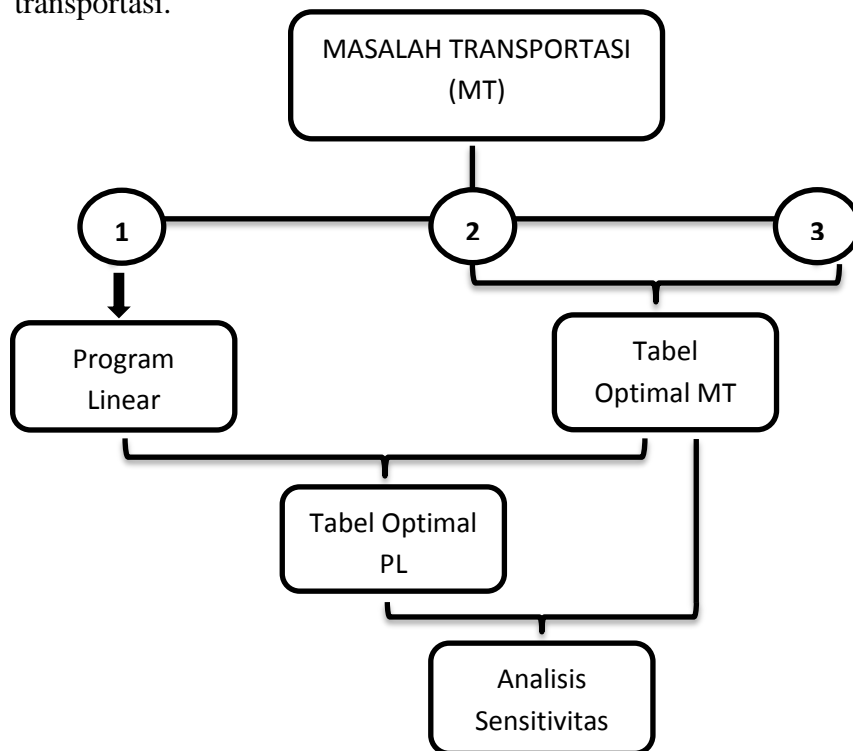 transportasi.
MASALAH TRANSPORTASI
(MT)
1
2
3
Program
Linear
Tabel
Optimal MT
Tabel Optimal
PL
Analisis
Sensitivitas